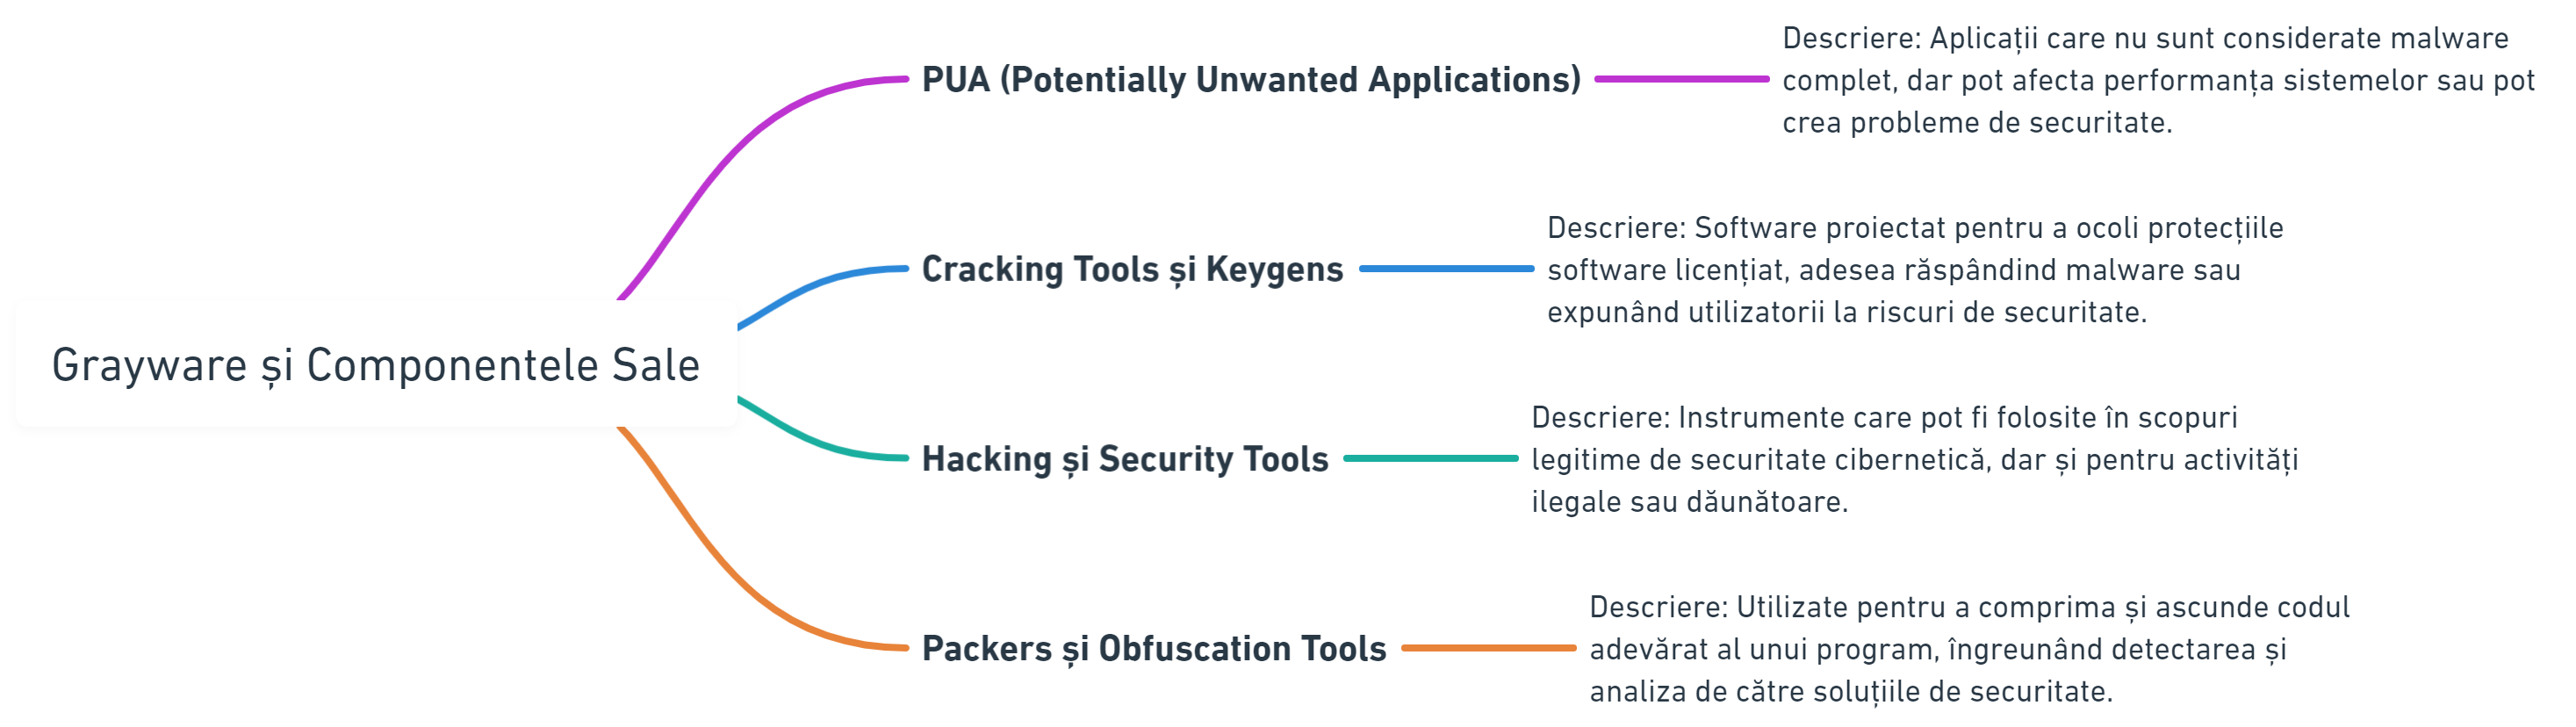 Grayware și Componentele Sale
PUA (Potentially Unwanted Applications)
Descriere: Aplicații care nu sunt considerate malware
complet, dar pot afecta performanța sistemelor sau pot
crea probleme de securitate.
Cracking Tools și Keygens
Descriere: Software proiectat pentru a ocoli protecțiile
software licențiat, adesea răspândind malware sau
expunând utilizatorii la riscuri de securitate.
Hacking și Security Tools
Descriere: Instrumente care pot fi folosite în scopuri
legitime de securitate cibernetică, dar și pentru activități
ilegale sau dăunătoare.
Packers și Obfuscation Tools
Descriere: Utilizate pentru a comprima și ascunde codul
adevărat al unui program, îngreunând detectarea și
analiza de către soluțiile de securitate.